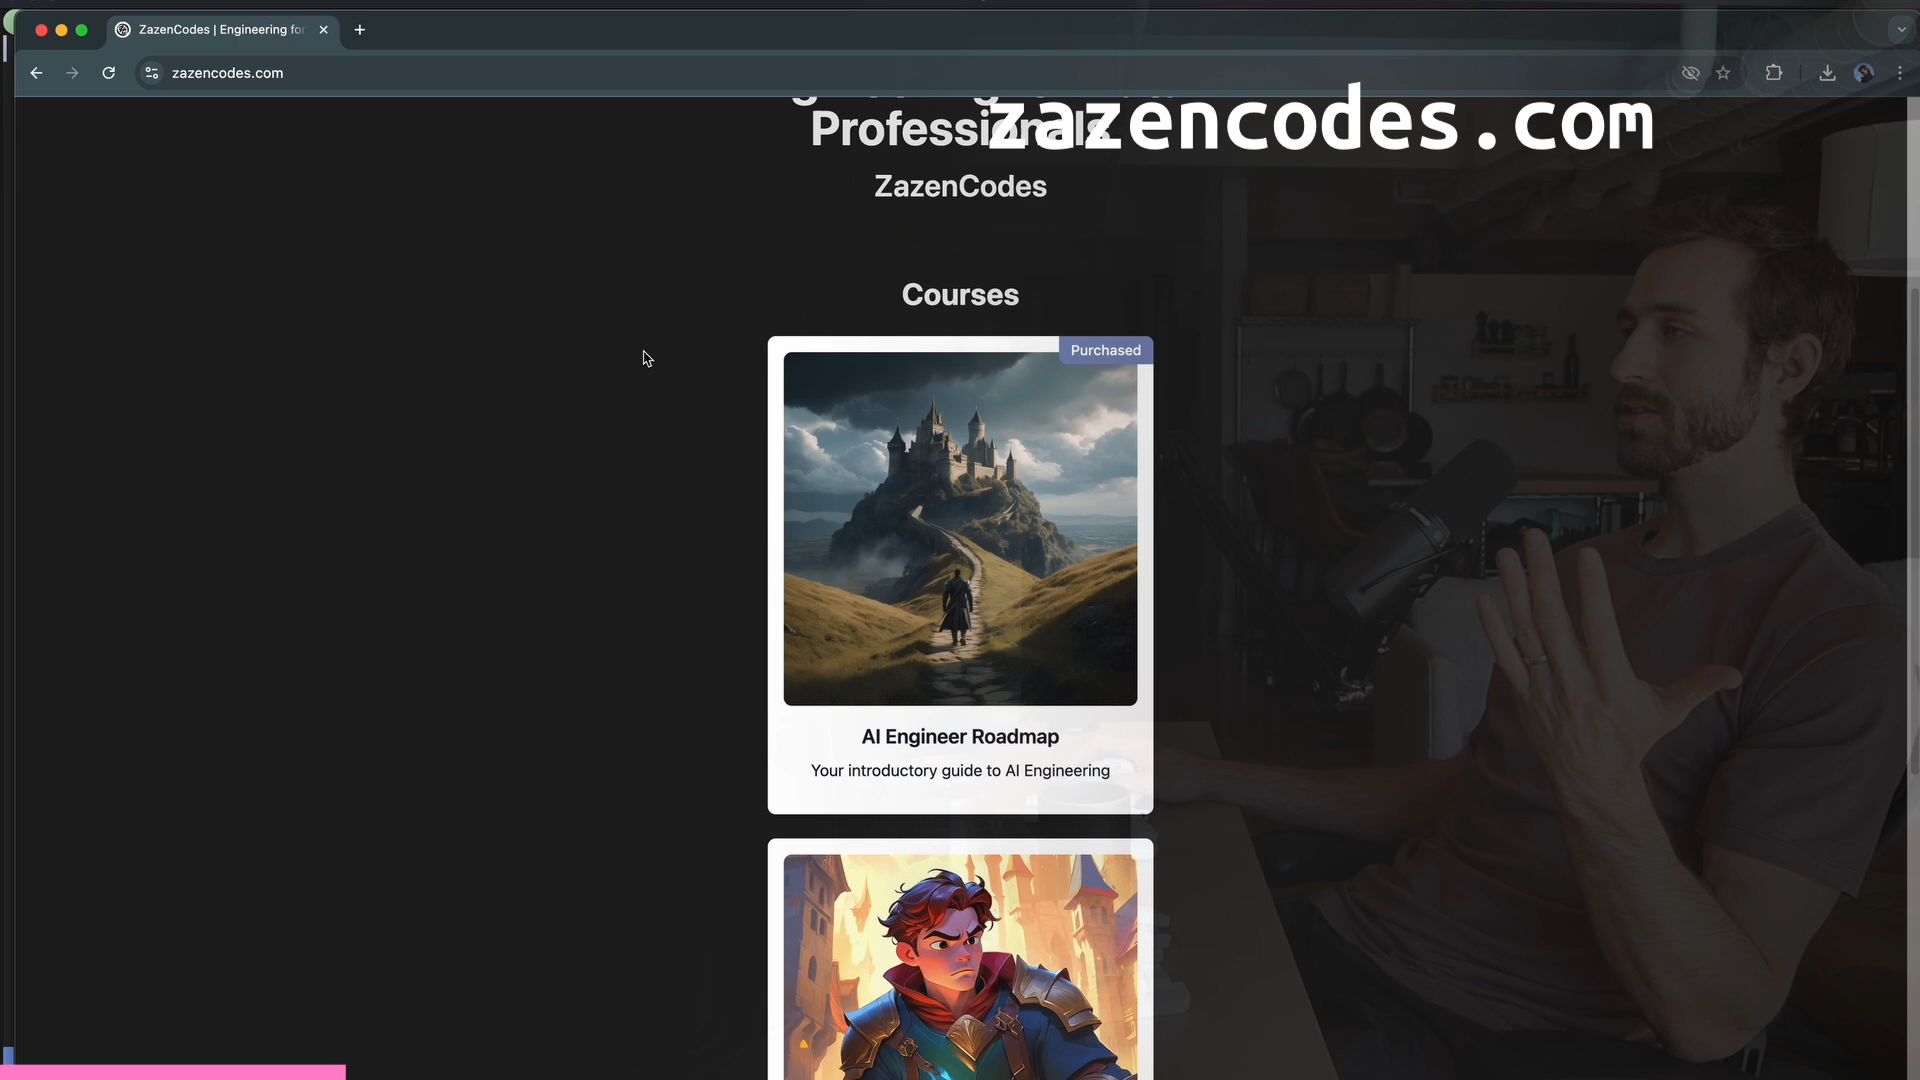 ZazenCodes | Engineering for
zazencodes.com
zazencodes.com
Professionals
ZazenCodes
Courses
Purchased
AI Engineer Roadmap
Your introductory guide to AI Engineering